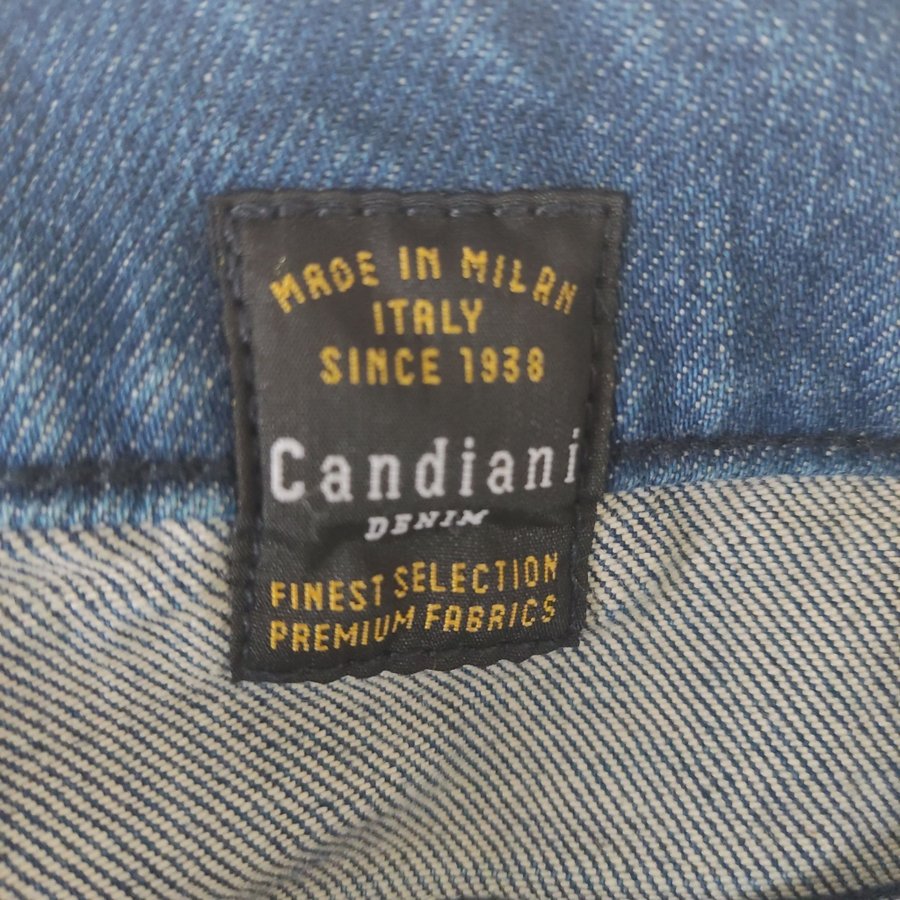 MADE IN MILAN
ITALY
SINCE 1938
Candiani
DENIM
FINEST SELECTION
PREMIUM FABRICS